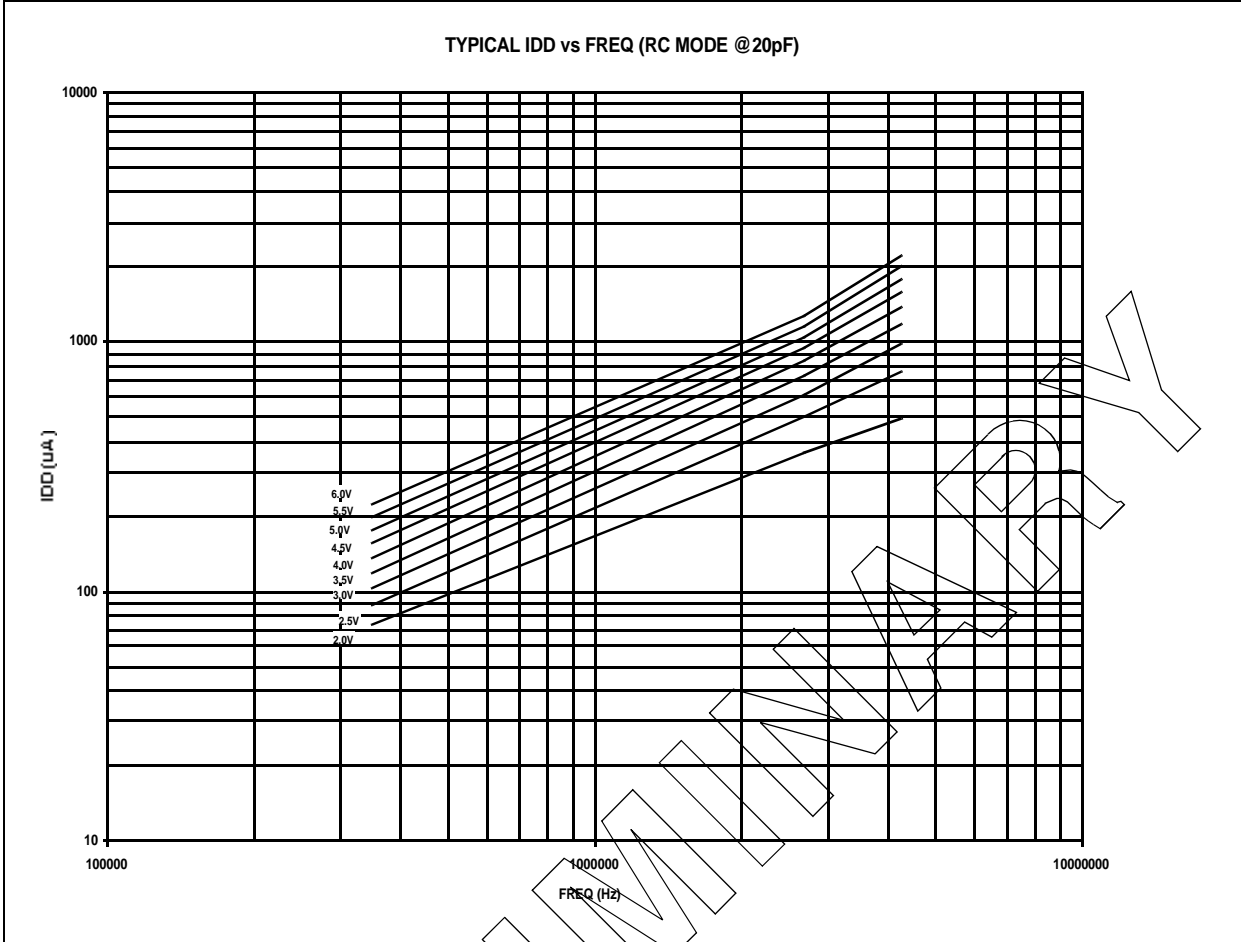 TYPICAL IDD vs FREQ (RC MODE @20pF)
10000
1000
100
10
IDD (uA)
6.0V
5.5V
5.0V
4.5V
4.0V
3.5V
3.0V
2.5V
2.0V
100000
1000000
10000000
FREQ (Hz)
MINARY